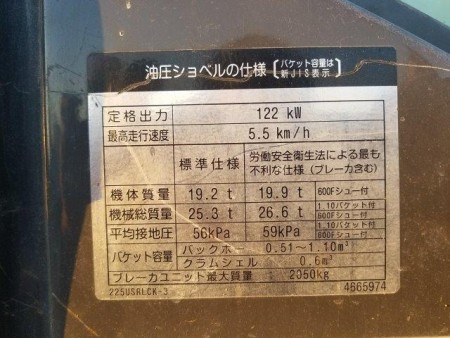 油圧ショベルの仕様 [バケット容量は
新JIS表示]
定格出力 122 kW
最高走行速度 5.5 km/h
標準仕様 労働安全衛生法による最も
不利な仕様 (ブレーカ含む)
機体質量 19.2 t 19.9 t 600Fシュー付
機械総質量 25.3 t 26.6 t 1.10バケット付
600Fシュー付
平均接地圧 56kPa 59kPa 1.10バケット付
600Fシュー付
バケット容量 バックホー 0.51~1.10m³
クラムシェル 0.6m³
ブレーカユニット最大質量 2050kg
225USRLCK-3 4665974